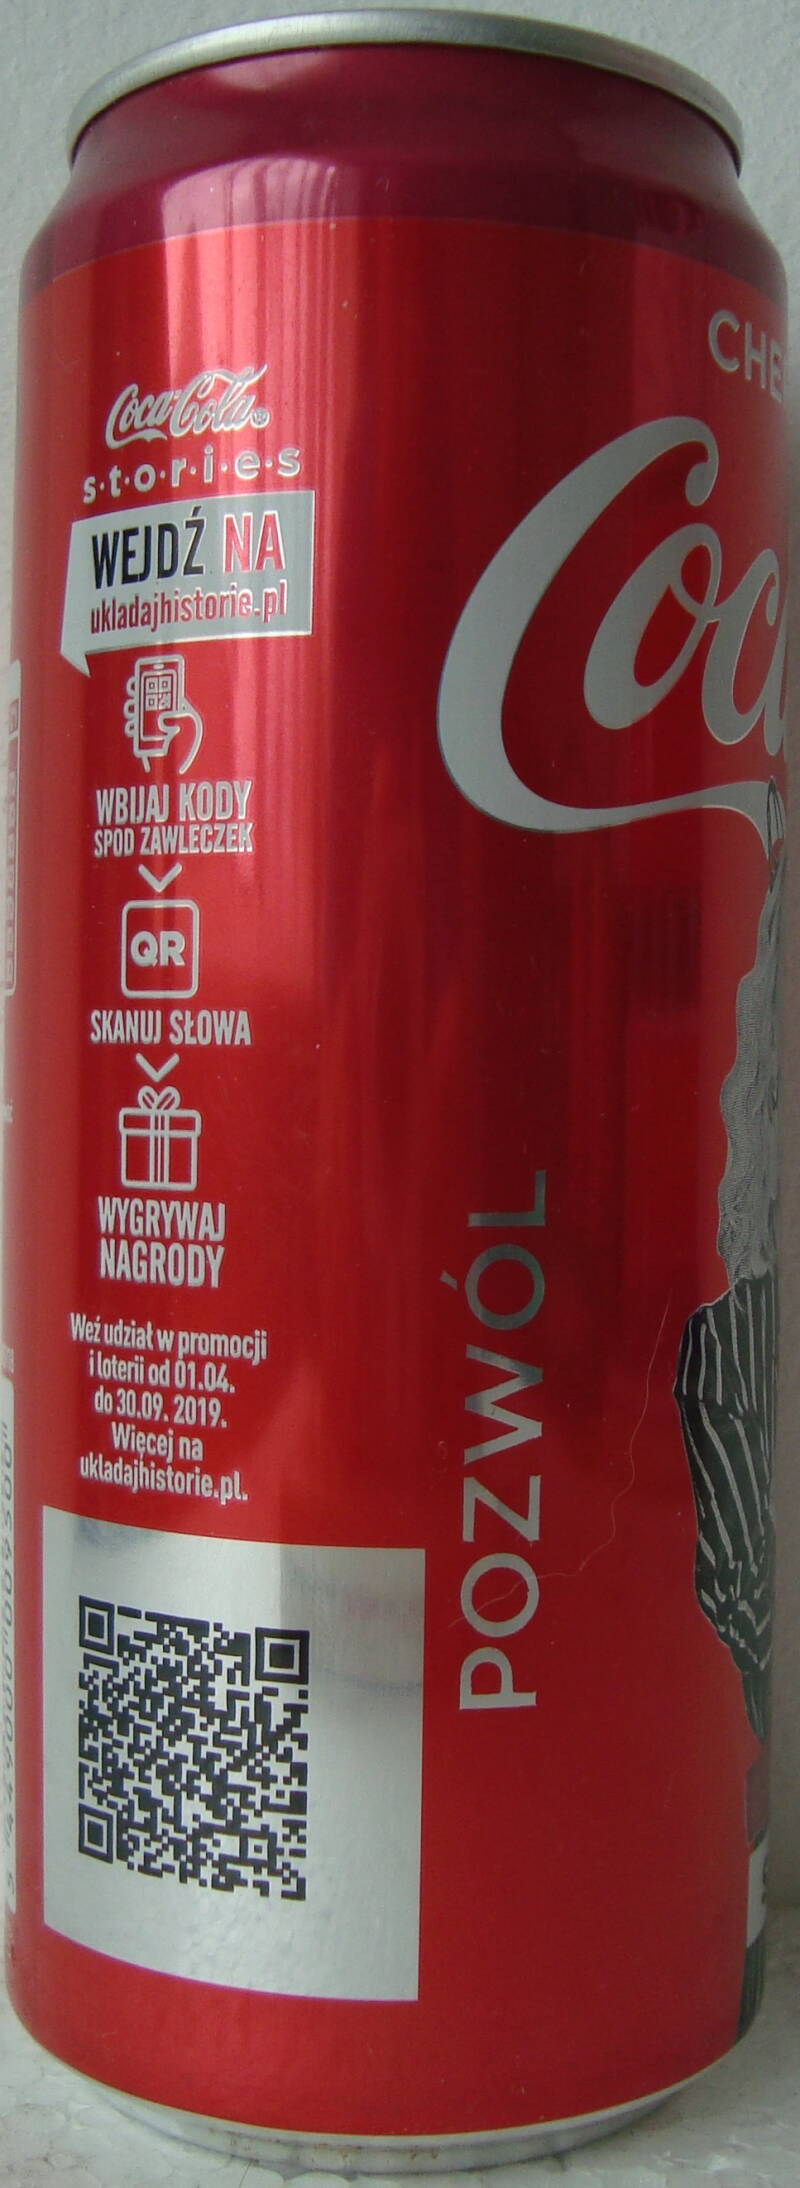 Coca-Cola®
s·t·o·r·i·e·s
WEJDŹ NA
ukladajhistorie.pl
WBIJAJ KODY
SPOD ZAWLECZEK
QR
SKANUJ SŁOWA
WYGRYWAJ
NAGRODY
Weź udział w promocji
i loterii od 01.04.
do 30.09. 2019.
Więcej na
ukladajhistorie.pl.
CHE
Coca
POZWÓL